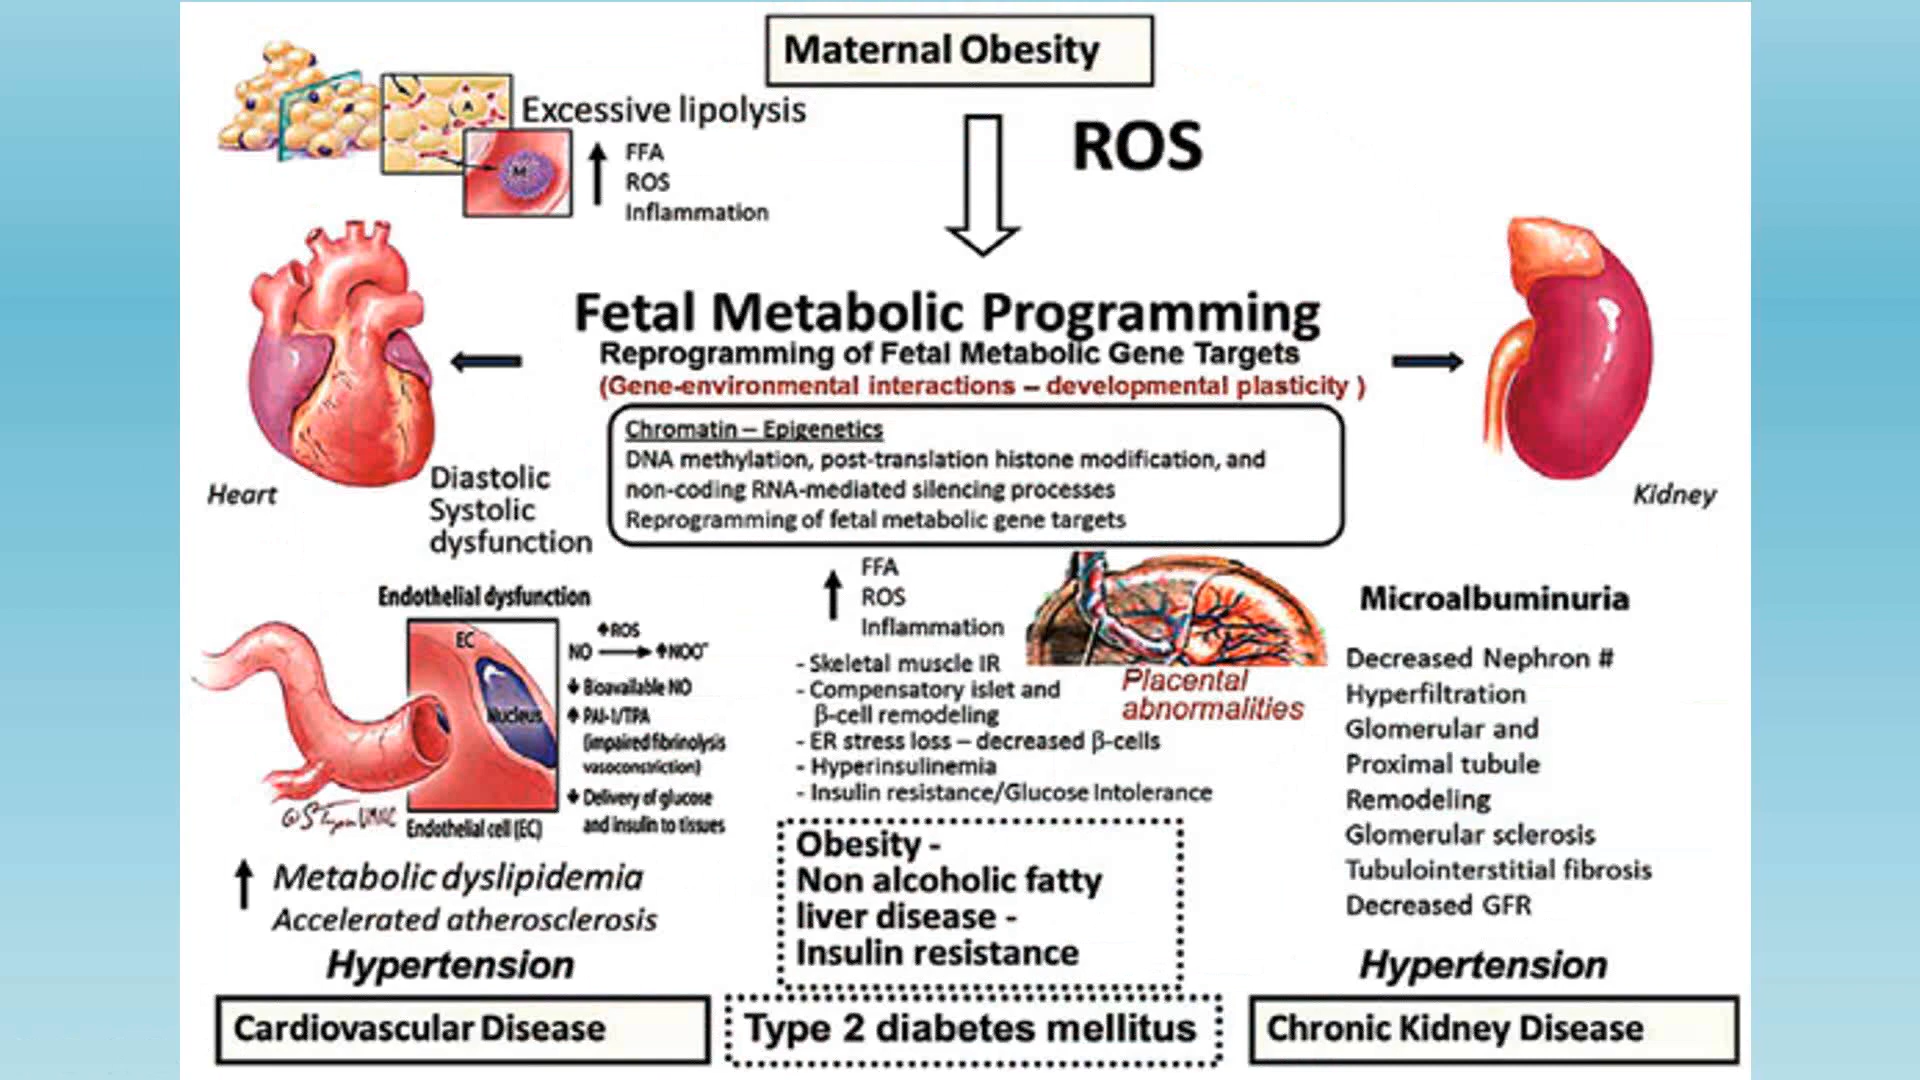 Maternal Obesity
Excessive lipolysis
FFA
ROS
Inflammation
A
M
ROS
Fetal Metabolic Programming
Reprogramming of Fetal Metabolic Gene Targets
(Gene-environmental interactions – developmental plasticity )
Chromatin – Epigenetics
DNA methylation, post-translation histone modification, and
non-coding RNA-mediated silencing processes
Reprogramming of fetal metabolic gene targets
Heart
Diastolic
Systolic
dysfunction
Kidney
Endothelial dysfunction
EC
Nucleus
Endothelial cell (EC)
ROS
NO NOO⁻
Bioavailable NO
PAI-1/TPA
(impaired fibrinolysis
vasoconstriction)
Delivery of glucose
and insulin to tissues
Metabolic dyslipidemia
Accelerated atherosclerosis
Hypertension
Cardiovascular Disease
FFA
ROS
Inflammation
- Skeletal muscle IR
- Compensatory islet and
β-cell remodeling
- ER stress loss – decreased β-cells
- Hyperinsulinemia
- Insulin resistance/Glucose Intolerance
Placental
abnormalities
Obesity -
Non alcoholic fatty
liver disease -
Insulin resistance
Type 2 diabetes mellitus
Microalbuminuria
Decreased Nephron #
Hyperfiltration
Glomerular and
Proximal tubule
Remodeling
Glomerular sclerosis
Tubulointerstitial fibrosis
Decreased GFR
Hypertension
Chronic Kidney Disease